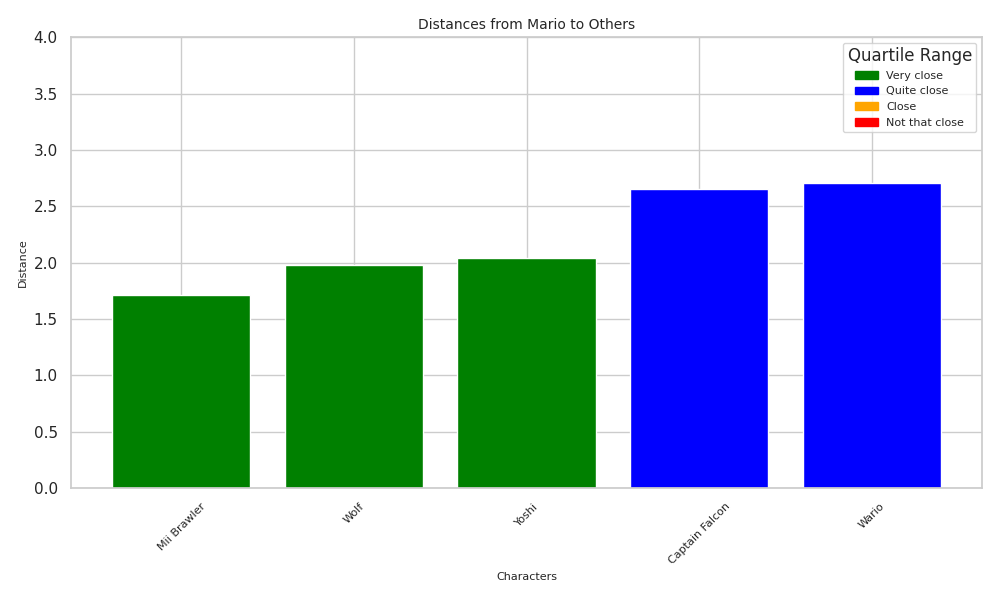 Distances from Mario to Others
4.0
3.5
3.0
2.5
2.0
1.5
1.0
0.5
0.0
Distance
Quartile Range
Very close
Quite close
Close
Not that close
Mii Brawler
Wolf
Yoshi
Captain Falcon
Wario
Characters